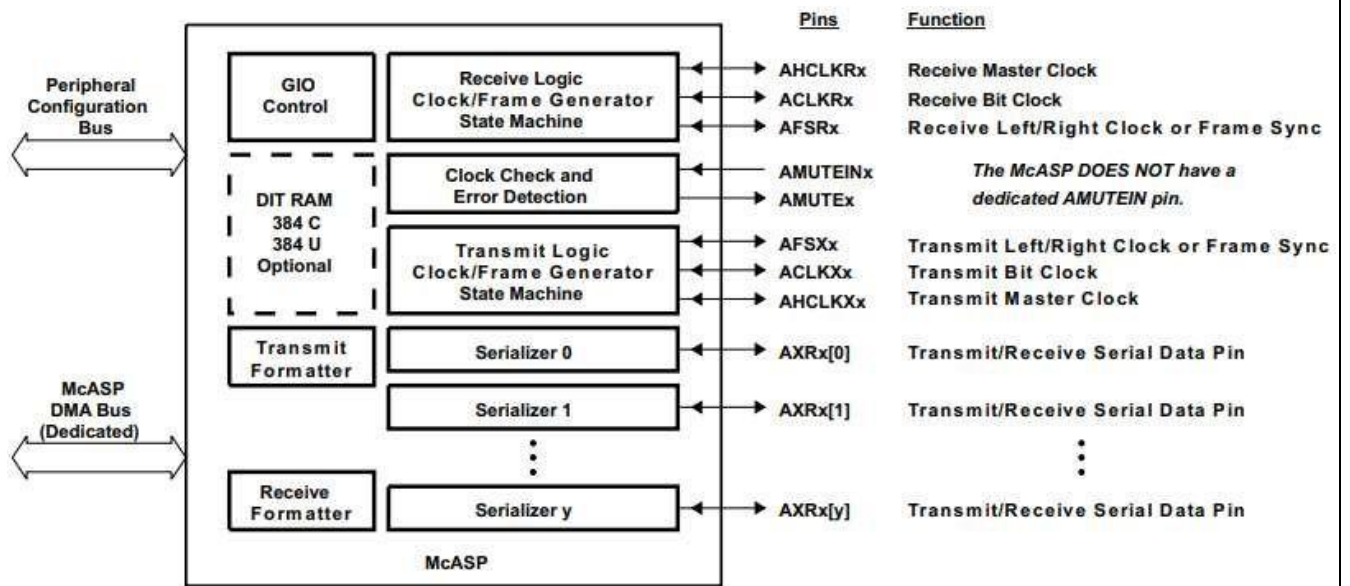 Pins Function
Peripheral Configuration Bus
GIO Control
Receive Logic
Clock/Frame Generator
State Machine
AHCLKRx Receive Master Clock
ACLKRx Receive Bit Clock
AFSRx Receive Left/Right Clock or Frame Sync
DIT RAM
384 C
384 U
Optional
Clock Check and
Error Detection
AMUTEINx
AMUTEx
The McASP DOES NOT have a
dedicated AMUTEIN pin.
Transmit Logic
Clock/Frame Generator
State Machine
AFSXx Transmit Left/Right Clock or Frame Sync
ACLKXx Transmit Bit Clock
AHCLKXx Transmit Master Clock
Transmit
Formatter
Serializer 0
AXRx[0] Transmit/Receive Serial Data Pin
McASP
DMA Bus
(Dedicated)
Serializer 1
AXRx[1] Transmit/Receive Serial Data Pin
Receive
Formatter
Serializer y
AXRx[y] Transmit/Receive Serial Data Pin
McASP